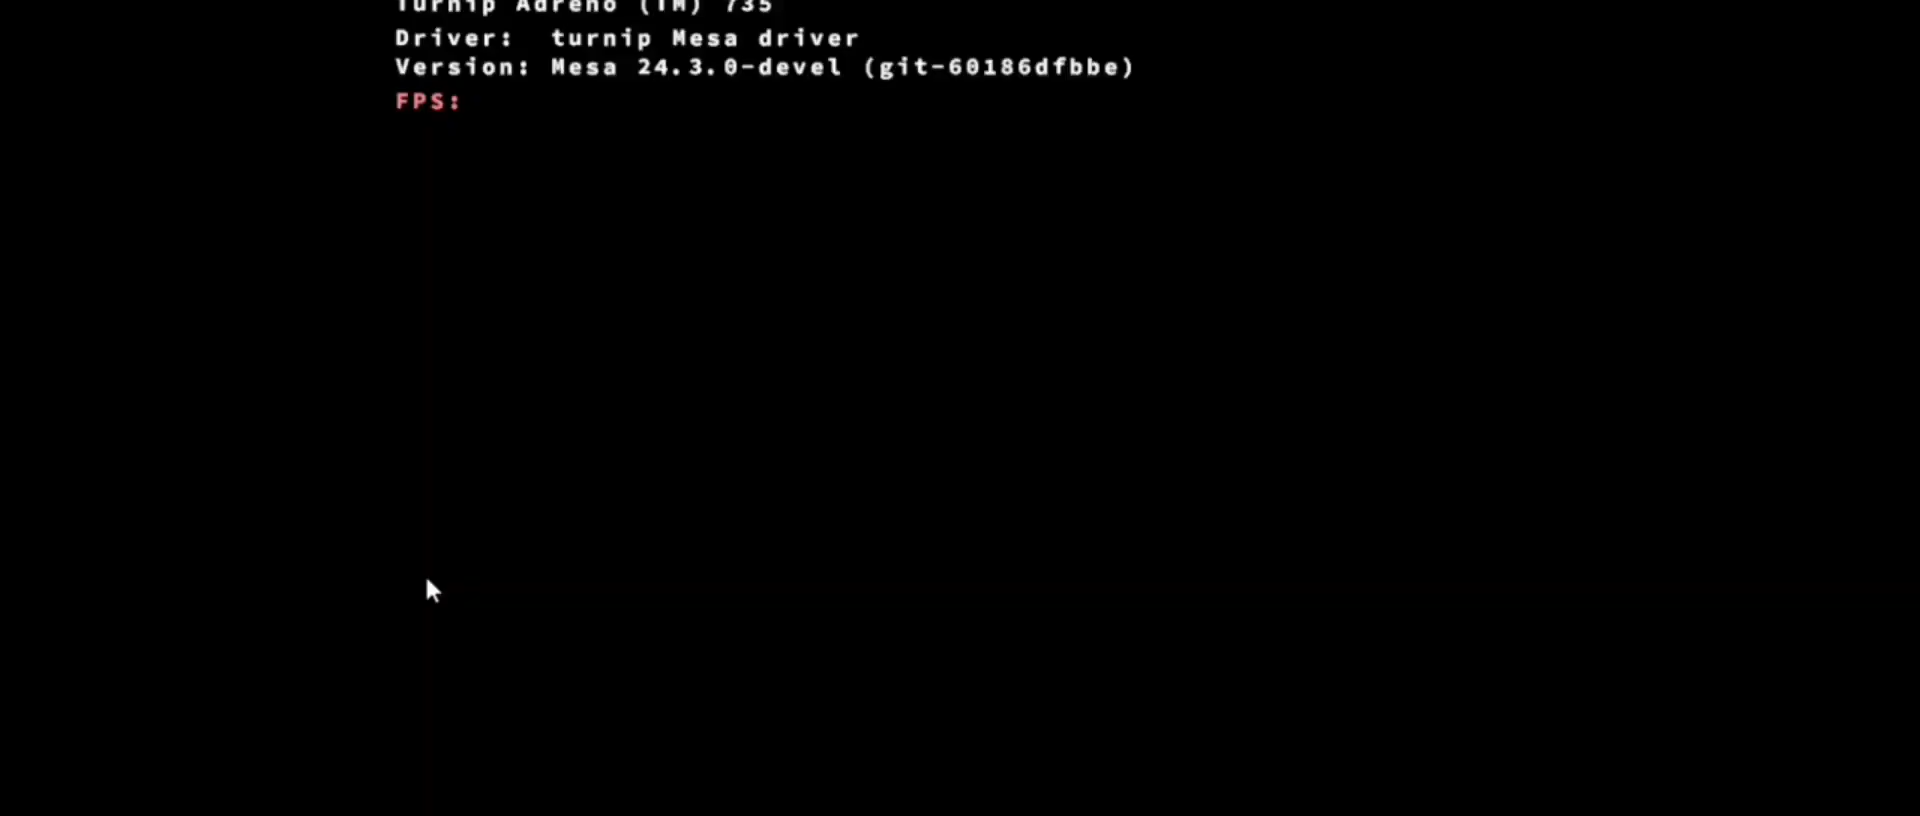 Turnip Adreno (TM) 735
Driver:  turnip Mesa driver
Version: Mesa 24.3.0-devel (git-60186dfbbe)
FPS: